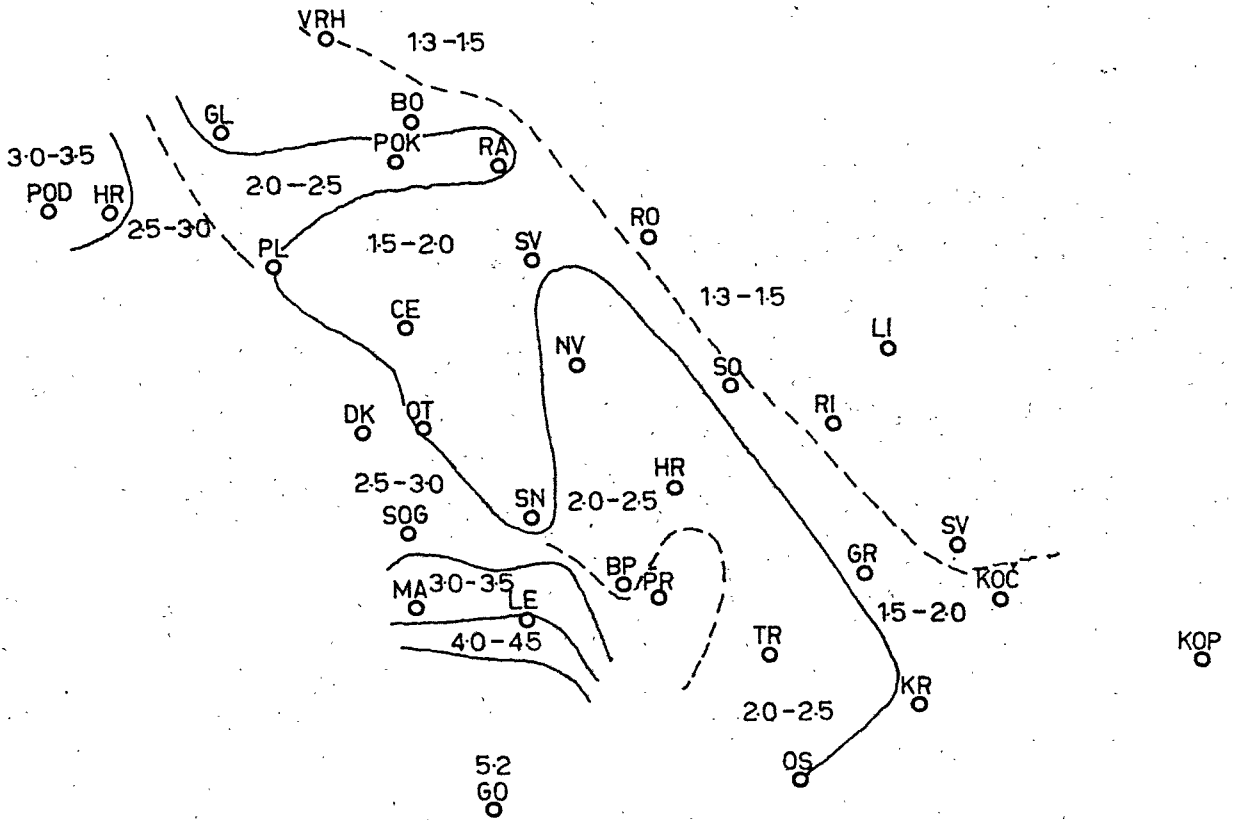 VRH
1·3-1·5
GL
BO
POK
RA
3·0-3·5
POD
HR
2·0-2·5
2·5-3·0
PL
1·5-2·0
SV
RO
1·3-1·5
CE
NV
LI
SO
DK
OT
RI
HR
2·5-3·0
SN
2·0-2·5
SOG
SV
BP
PR
GR
KOČ
MA
3·0-3·5
LE
1·5-2·0
4·0-45
TR
KOP
KR
2·0-2·5
OS
5·2
GO